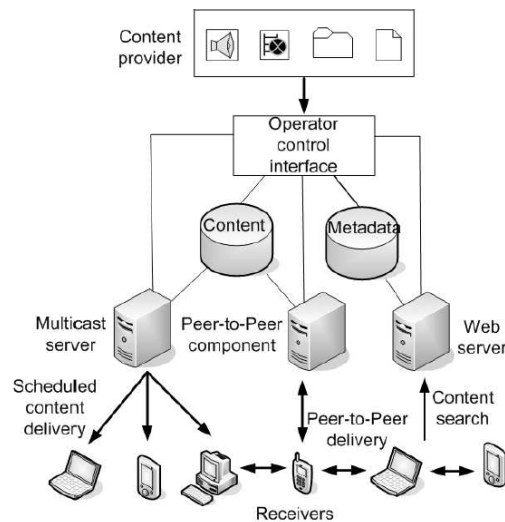 Content
provider
Operator
control
interface
Content
Metadata
Multicast
server
Peer-to-Peer
component
Web
server
Scheduled
content
delivery
Peer-to-Peer
delivery
Content
search
Receivers